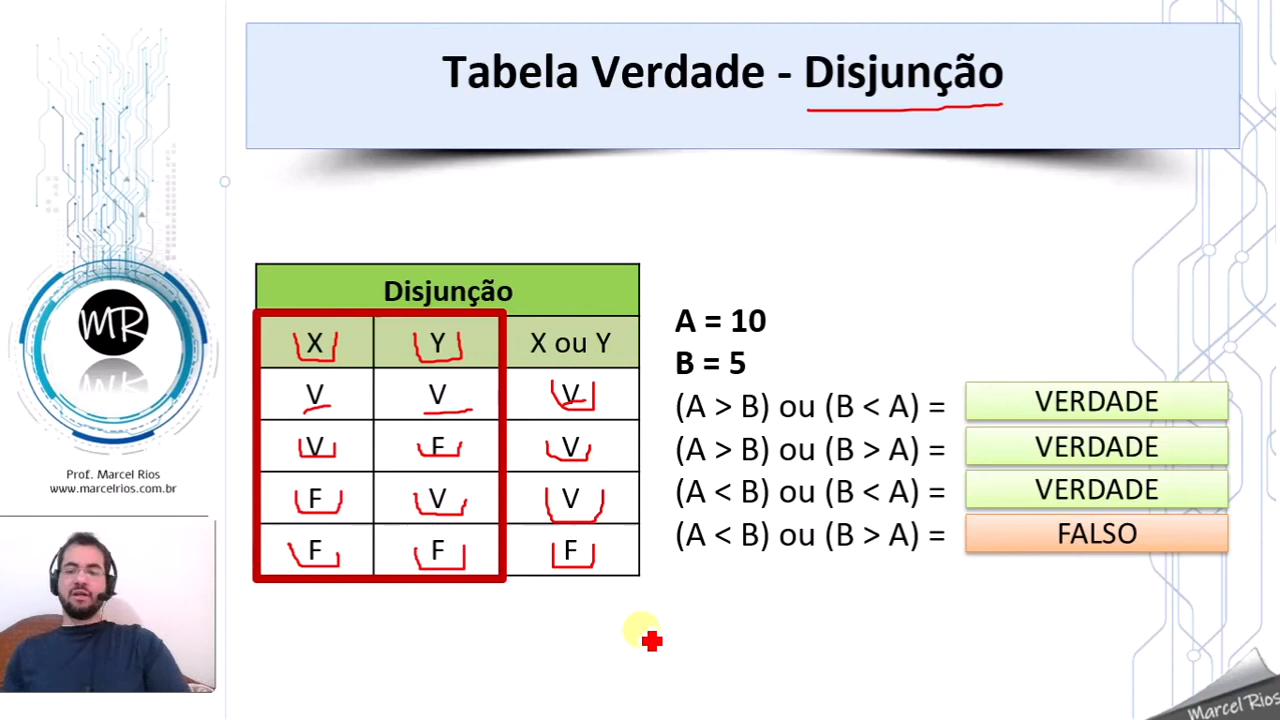 Tabela Verdade - Disjunção
MR
Prof. Marcel Rios
www.marcelrios.com.br
Disjunção
X Y X ou Y
V V V
V F V
F V V
F F F
A = 10
B = 5
(A > B) ou (B < A) = VERDADE
(A > B) ou (B > A) = VERDADE
(A < B) ou (B < A) = VERDADE
(A < B) ou (B > A) = FALSO
Marcel Rios